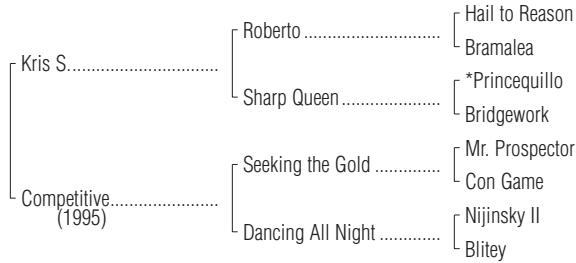 Hail to Reason
Roberto ..............................
Bramalea
Kris S. .................................
*Princequillo
Sharp Queen ......................
Bridgework
Mr. Prospector
Seeking the Gold ..............
Con Game
Competitive........................
(1995)
Nijinsky II
Dancing All Night .............
Blitey